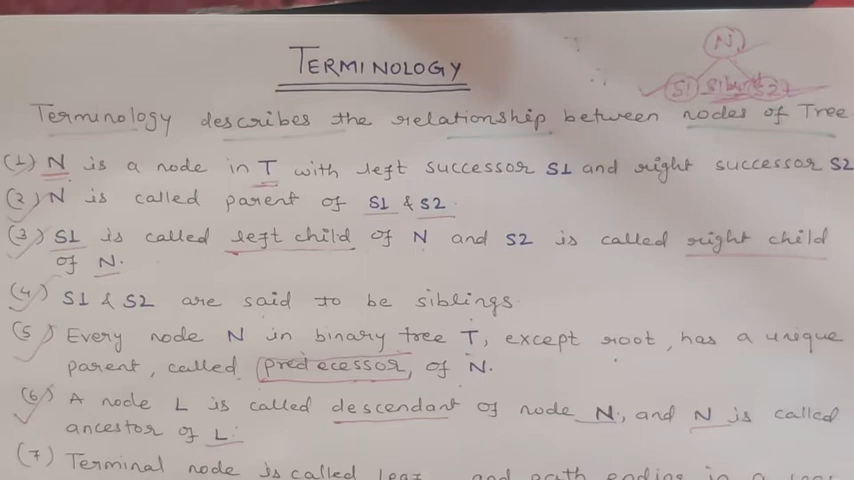 TERMINOLOGY
N
S1 Sibling S2
Terminology describes the relationship between nodes of Tree
(1) N is a node in T with left successor S1 and right successor S2
(2) N is called parent of S1 & S2.
(3) S1 is called left child of N and S2 is called right child
of N.
(4) S1 & S2 are said to be siblings.
(5) Every node N in binary tree T, except root, has a unique
parent, called predecessor, of N.
(6) A node L is called descendant of node N, and N is called
ancestor of L.
(7) Terminal node is called leaf and path ending in a